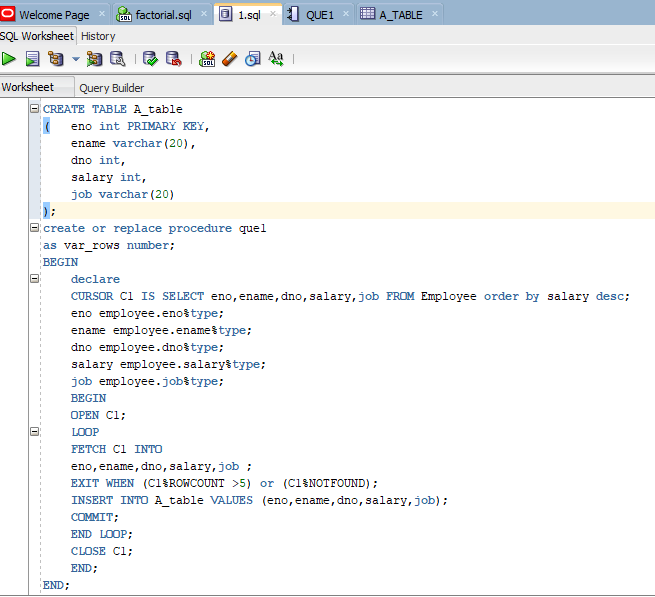 Welcome Page factorial.sql 1.sql QUE1 A_TABLE
SQL Worksheet History
Worksheet Query Builder
CREATE TABLE A_table
( eno int PRIMARY KEY,
ename varchar(20),
dno int,
salary int,
job varchar(20)
);
create or replace procedure que1
as var_rows number;
BEGIN
declare
CURSOR C1 IS SELECT eno,ename,dno,salary,job FROM Employee order by salary desc;
eno employee.eno%type;
ename employee.ename%type;
dno employee.dno%type;
salary employee.salary%type;
job employee.job%type;
BEGIN
OPEN C1;
LOOP
FETCH C1 INTO
eno,ename,dno,salary,job ;
EXIT WHEN (C1%ROWCOUNT >5) or (C1%NOTFOUND);
INSERT INTO A_table VALUES (eno,ename,dno,salary,job);
COMMIT;
END LOOP;
CLOSE C1;
END;
END;